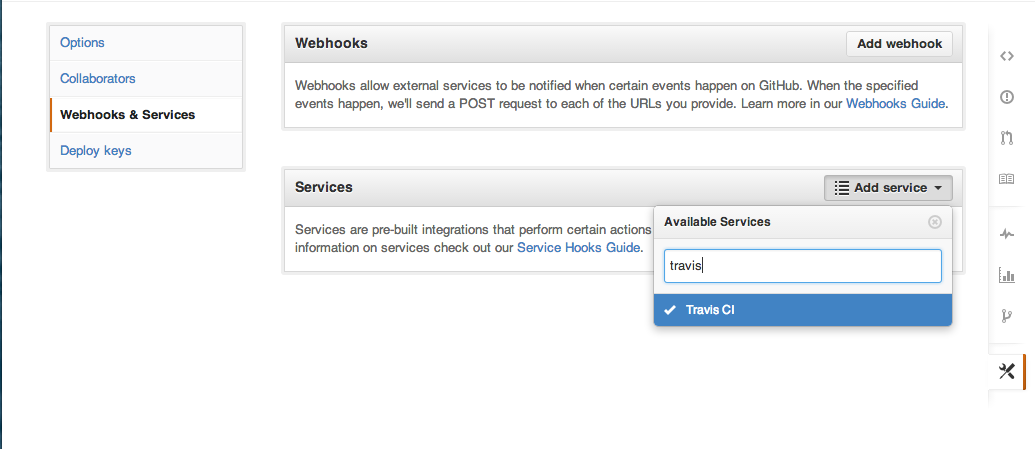 Options
Collaborators
Webhooks & Services
Deploy keys
Webhooks
Add webhook
Webhooks allow external services to be notified when certain events happen on GitHub. When the specified
events happen, we'll send a POST request to each of the URLs you provide. Learn more in our Webhooks Guide.
Services
Add service
Services are pre-built integrations that perform certain actions
information on services check out our Service Hooks Guide.
Available Services
travis
Travis CI